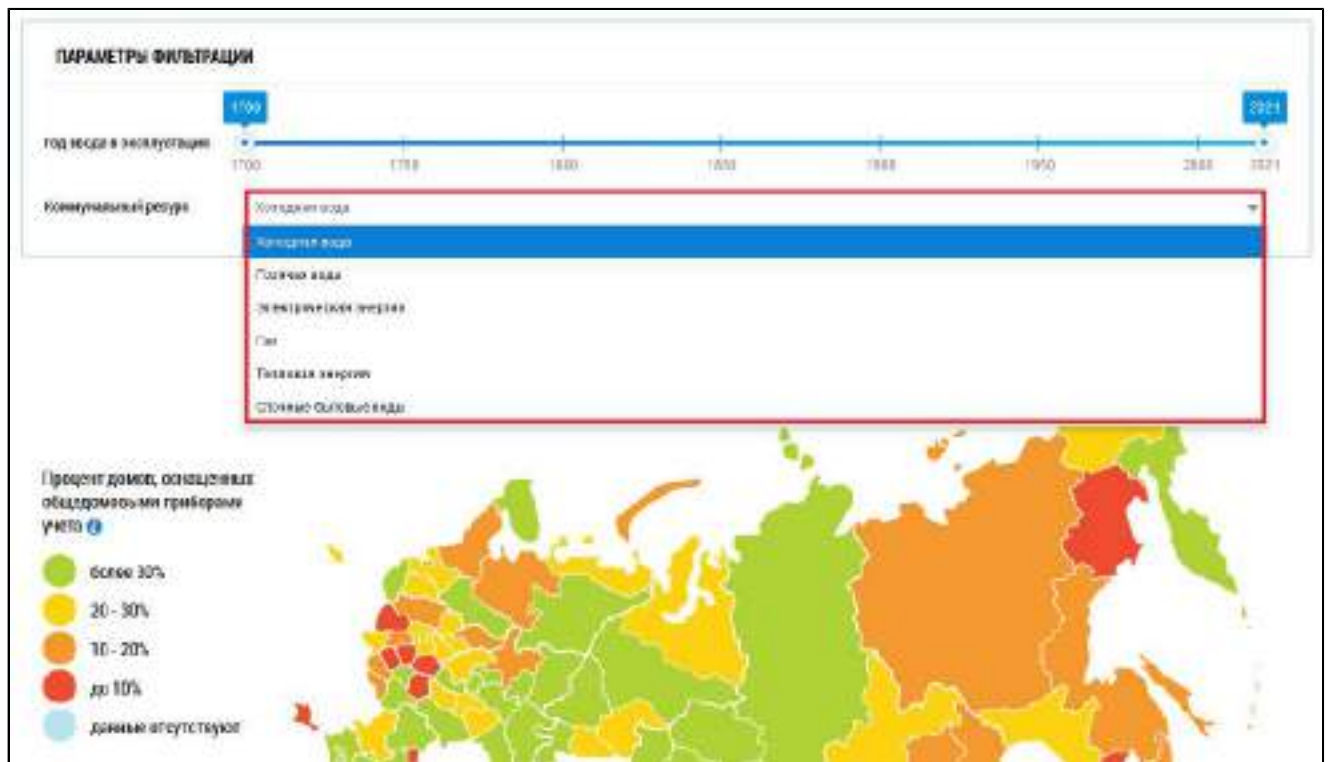 ПАРАМЕТРЫ ФИЛЬТРАЦИИ
1700 2021
Год ввода в эксплуатацию
1700 1750 1800 1850 1900 1950 2000 2021
Коммунальный ресурс
Холодная вода
Холодная вода
Горячая вода
Электрическая энергия
Газ
Тепловая энергия
Сточные бытовые воды
Процент домов, оснащенных
общедомовыми приборами
учета
более 30%
20 - 30%
10 - 20%
до 10%
данные отсутствуют